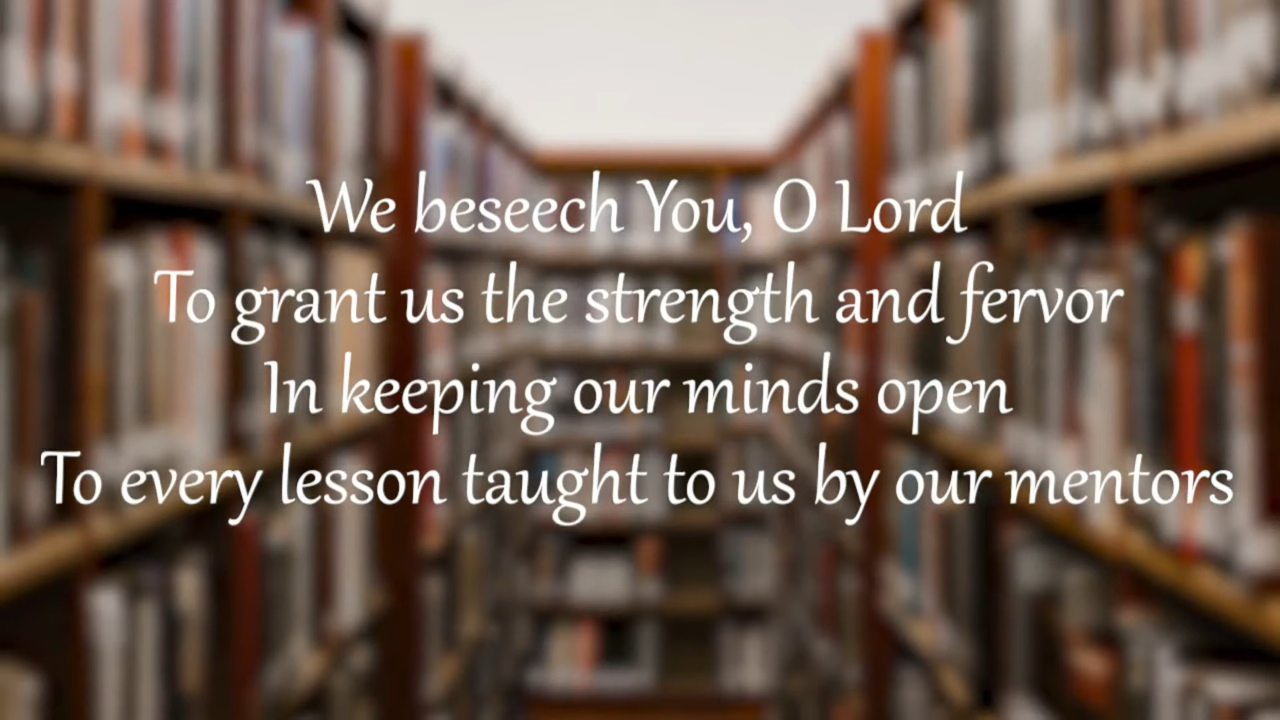 We beseech You, O Lord
To grant us the strength and fervor
In keeping our minds open
To every lesson taught to us by our mentors